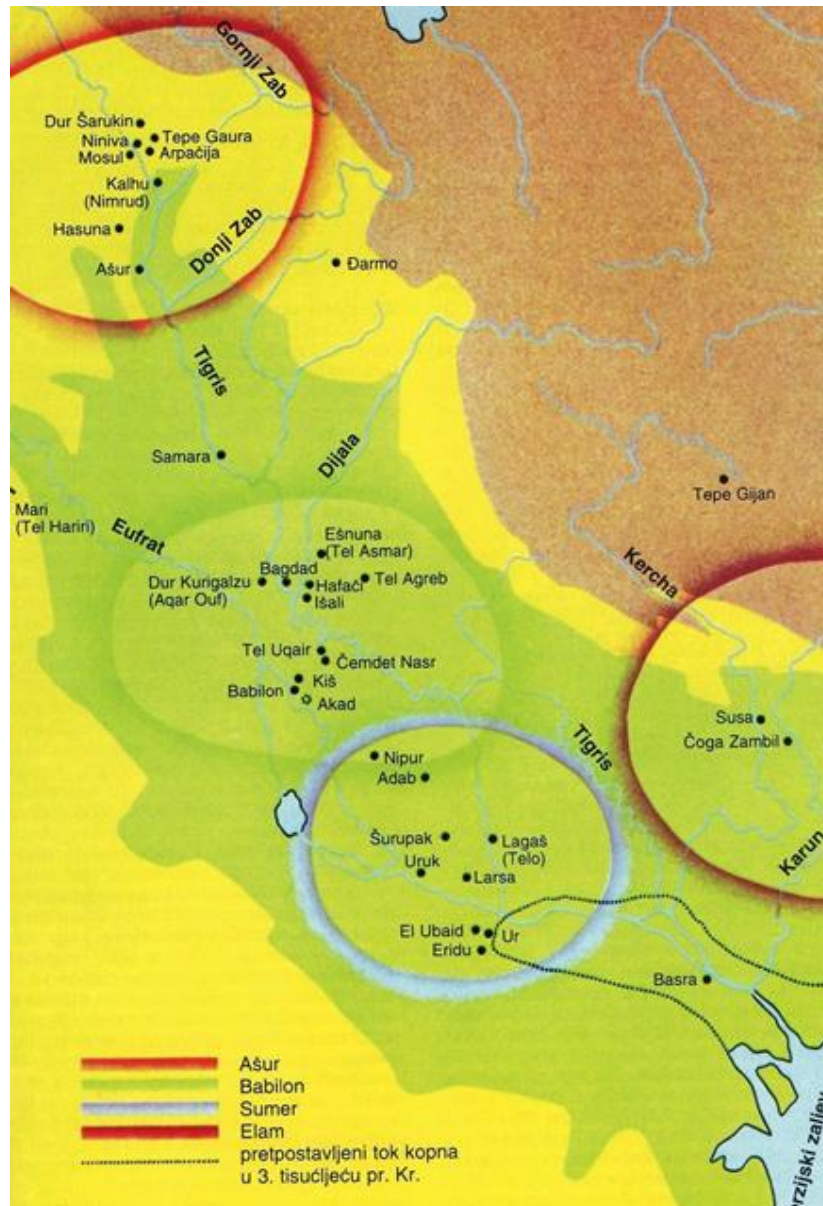 Gornji Zab
Dur Šarukin
Niniva
Tepe Gaura
Mosul
Arpačija
Kalhu
(Nimrud)
Hasuna
Donji Zab
Ašur
Đarmo
Tigris
Samara
Dijala
Mari
(Tel Hariri)
Eufrat
Tepe Gijan
Ešnuna
(Tel Asmar)
Bagdad
Dur Kurigalzu
(Aqar Ouf)
Hafači
Tel Agreb
Išali
Kercha
Tel Uqair
Čemdet Nasr
Kiš
Babilon
Akad
Susa
Čoga Zambil
Tigris
Nipur
Adab
Šurupak
Lagaš
(Telo)
Uruk
Larsa
Karun
El Ubaid
Ur
Eridu
Basra
rzijski zaljev
Ašur
Babilon
Sumer
Elam
pretpostavljeni tok kopna
u 3. tisućljeću pr. Kr.